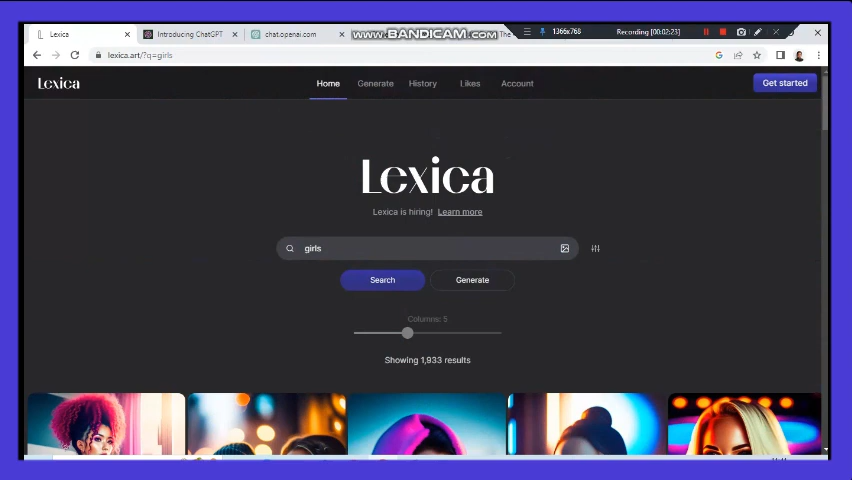 Lexica
Introducing ChatGPT
chat.openai.com
www.BANDICAM.com
The
1366x768
Recording [00:02:23]
lexica.art/?q=girls
Lexica
Home
Generate
History
Likes
Account
Get started
Lexica
Lexica is hiring! Learn more
girls
Search
Generate
Columns: 5
Showing 1,933 results